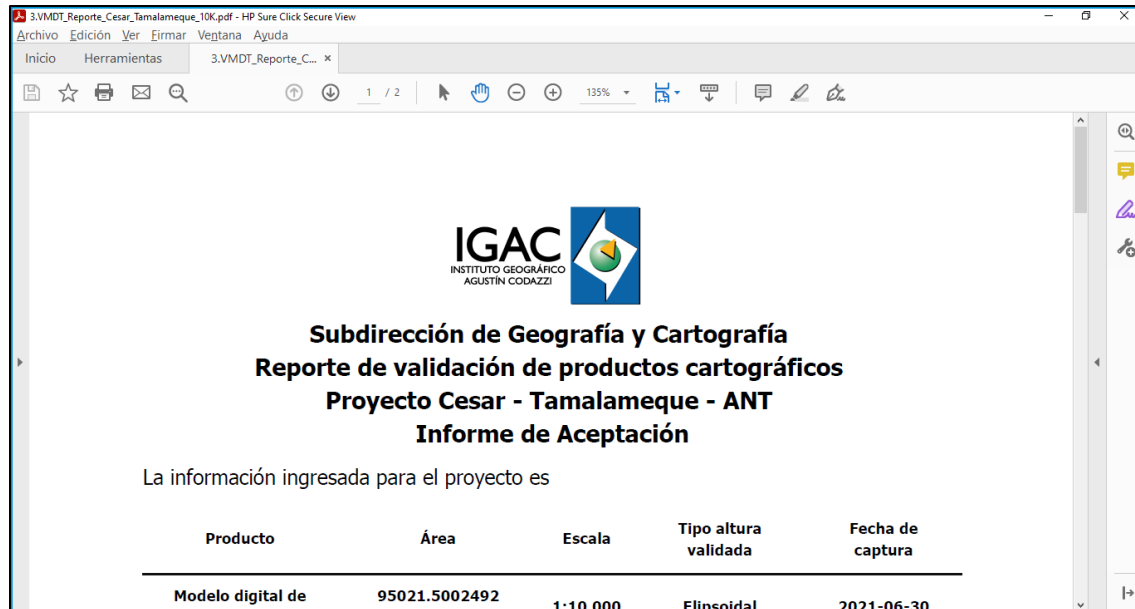 3.VMDT_Reporte_Cesar_Tamalameque_10K.pdf - HP Sure Click Secure View
Archivo Edición Ver Firmar Ventana Ayuda
Inicio Herramientas 3.VMDT_Reporte_C... ×
1 / 2 135%
IGAC
INSTITUTO GEOGRÁFICO
AGUSTÍN CODAZZI
Subdirección de Geografía y Cartografía
Reporte de validación de productos cartográficos
Proyecto Cesar - Tamalameque - ANT
Informe de Aceptación
La información ingresada para el proyecto es
Producto Área Escala Tipo altura validada Fecha de captura
Modelo digital de 95021.5002492 1:10.000 Elipsoidal 2021-06-30